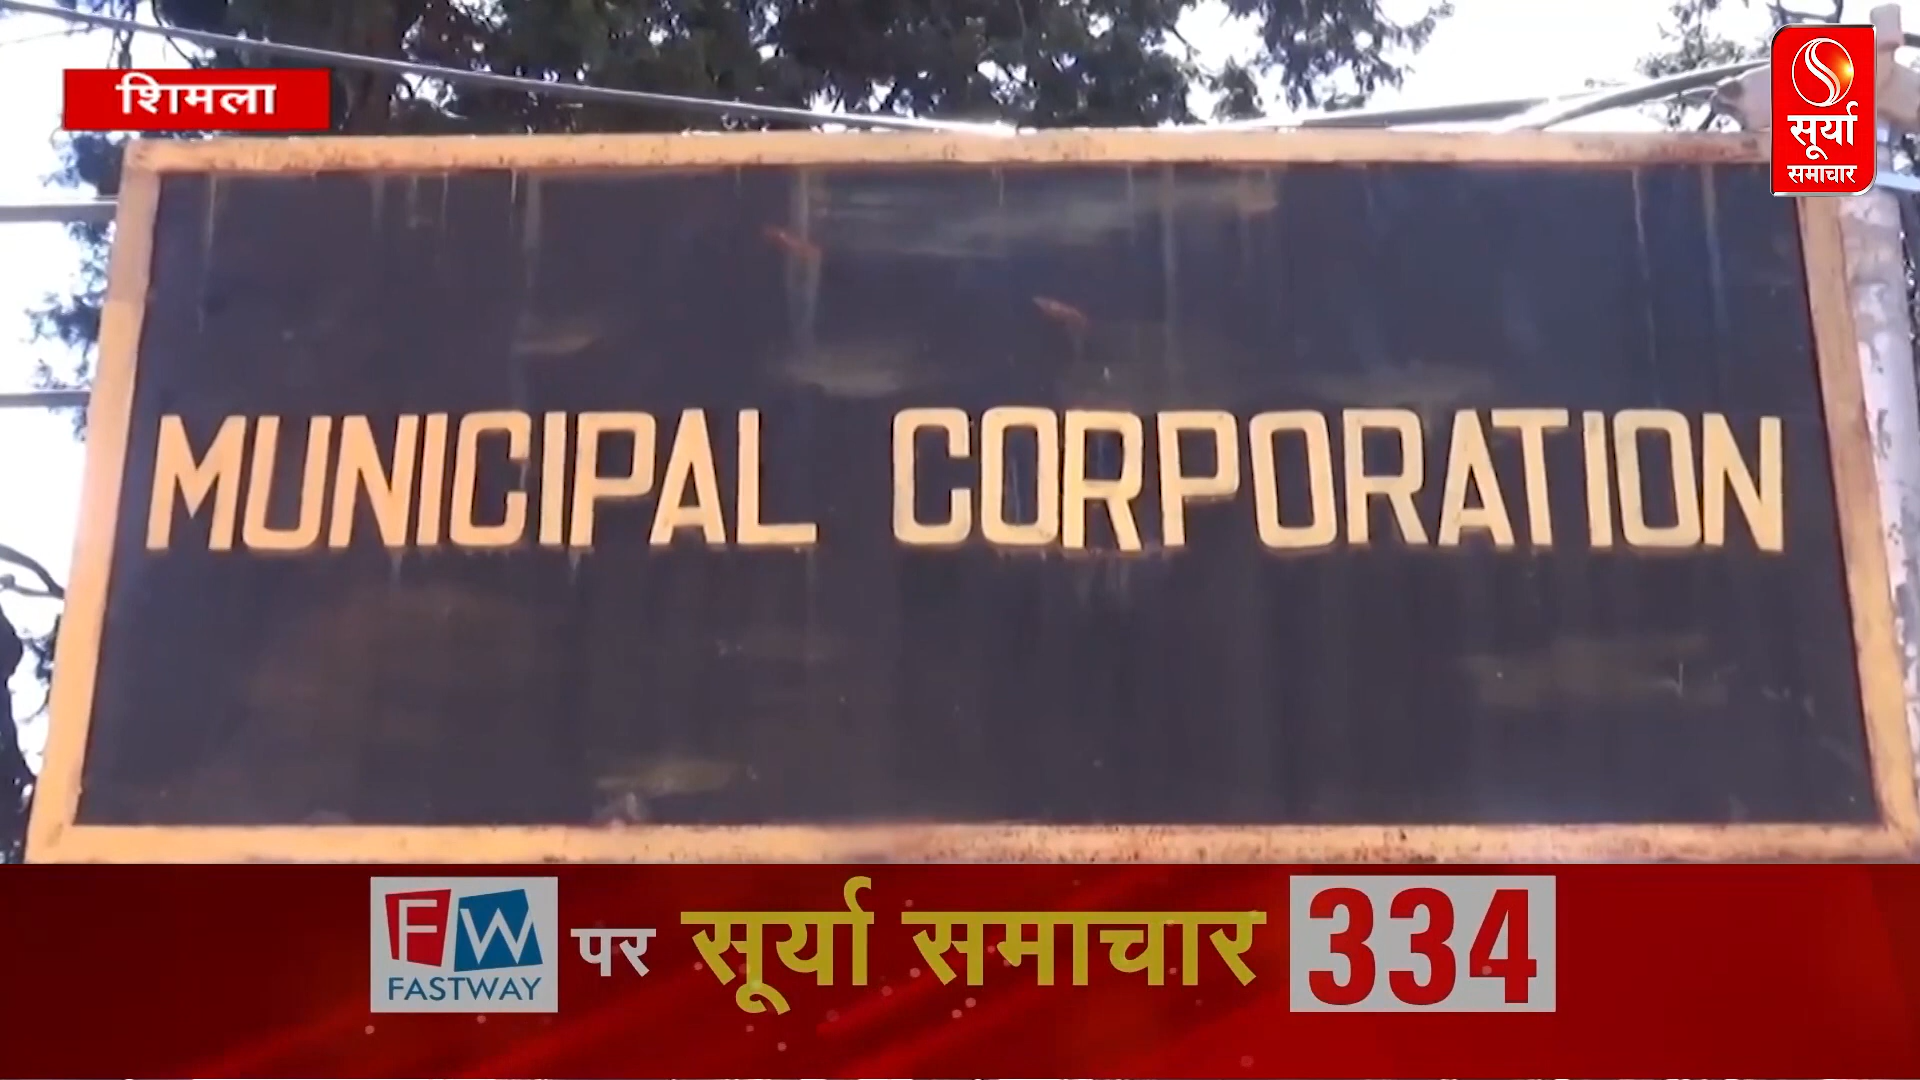 शिमला
सूर्या
समाचार
MUNICIPAL CORPORATION
FW
FASTWAY
पर सूर्या समाचार 334